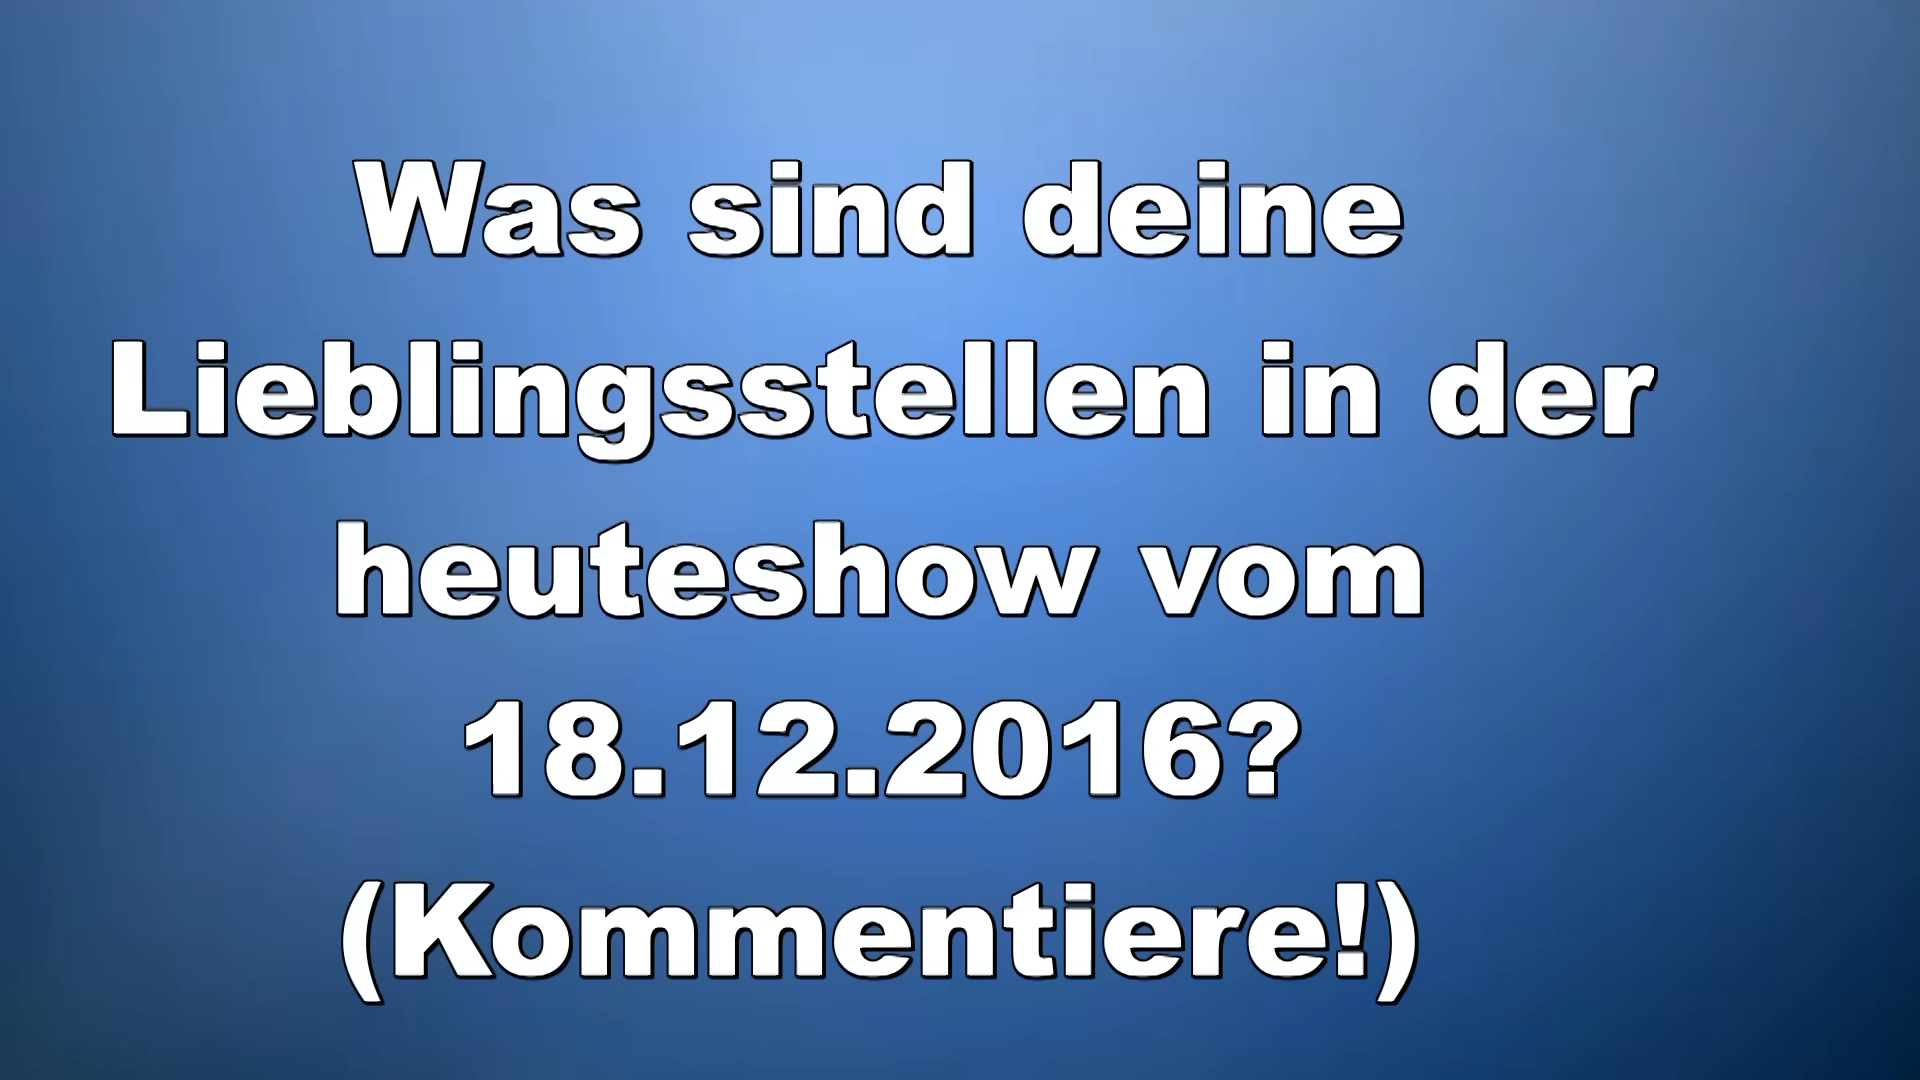 Was sind deine
Lieblingsstellen in der
heuteshow vom
18.12.2016?
(Kommentiere!)